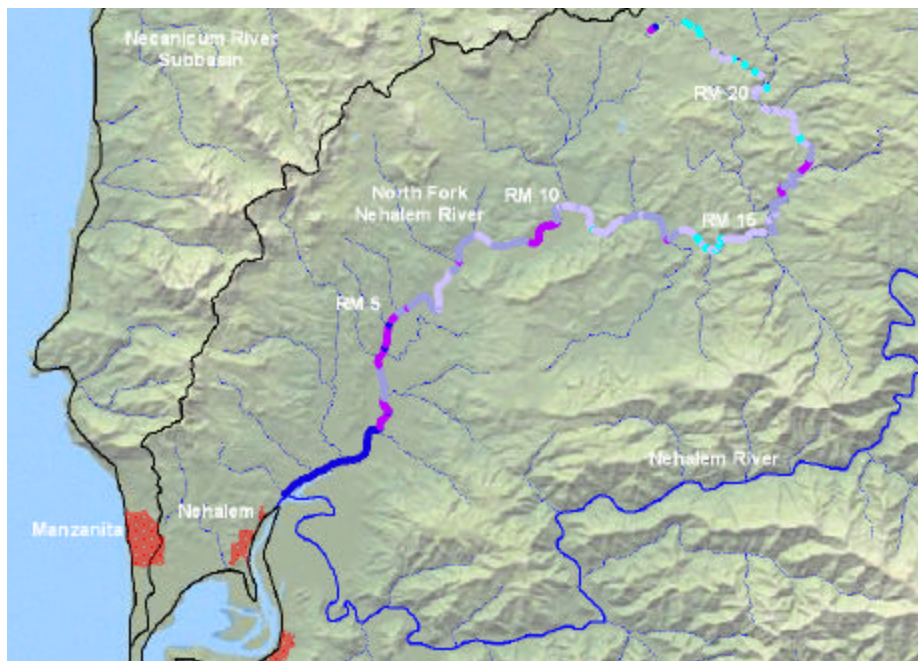 Necanicum River
Subbasin
RM 20
North Fork
Nehalem River
RM 10
RM 15
RM 5
Nehalem River
Nehalem
Manzanita